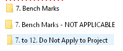 7. Bench Marks
7. Bench Marks - NOT APPLICABLE
7. to 12. Do Not Apply to Project